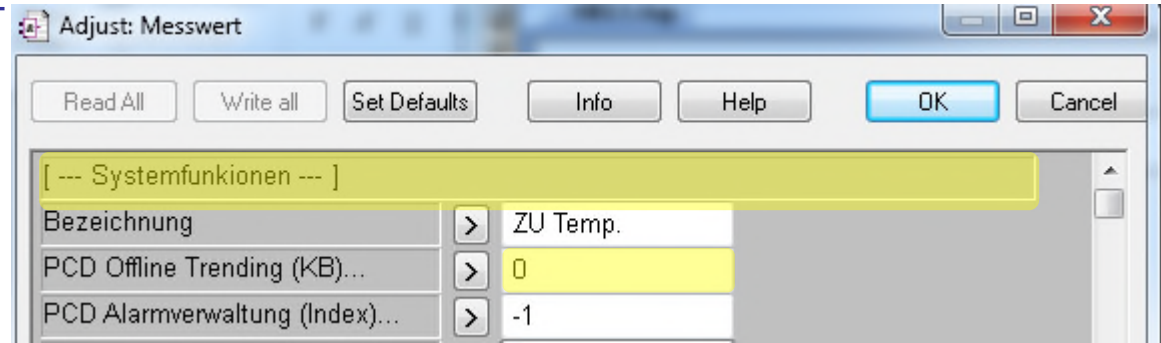 Adjust: Messwert
Read All Write all Set Defaults Info Help OK Cancel
[ --- Systemfunkionen --- ]
Bezeichnung > ZU Temp.
PCD Offline Trending (KB)... > 0
PCD Alarmverwaltung (Index)... > -1